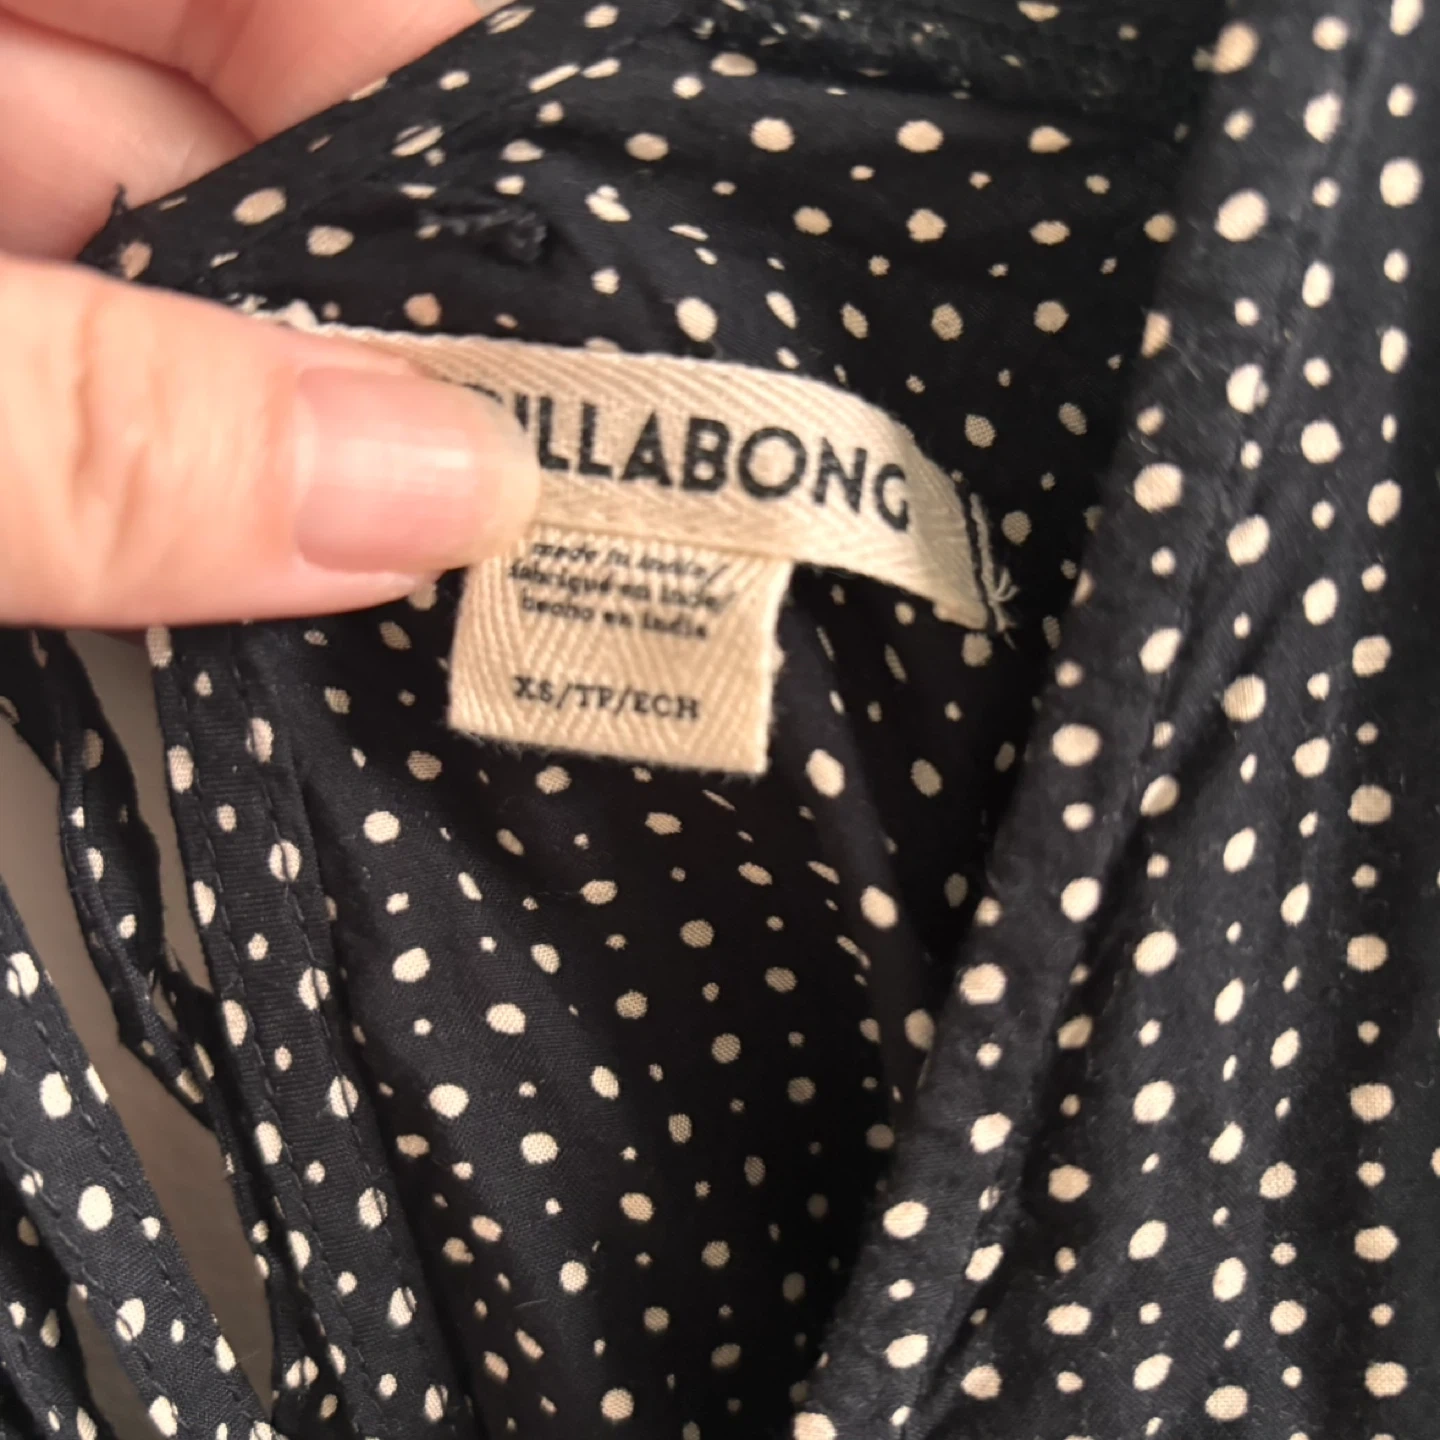 BILLABONG
made in india/
fabriqué en inde/
hecho en india
XS/TP/ECH